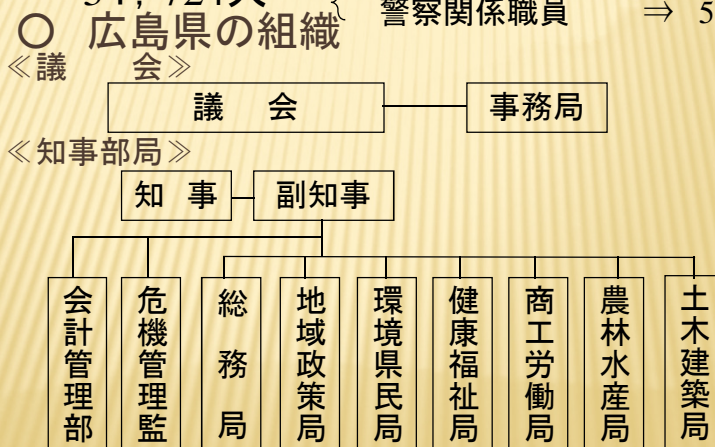 警察関係職員 ⇒ 5
○ 広島県の組織
≪議 会≫
議 会 事務局
≪知事部局≫
知 事 副知事
会計管理部
危機管理監
総務局
地域政策局
環境県民局
健康福祉局
商工労働局
農林水産局
土木建築局